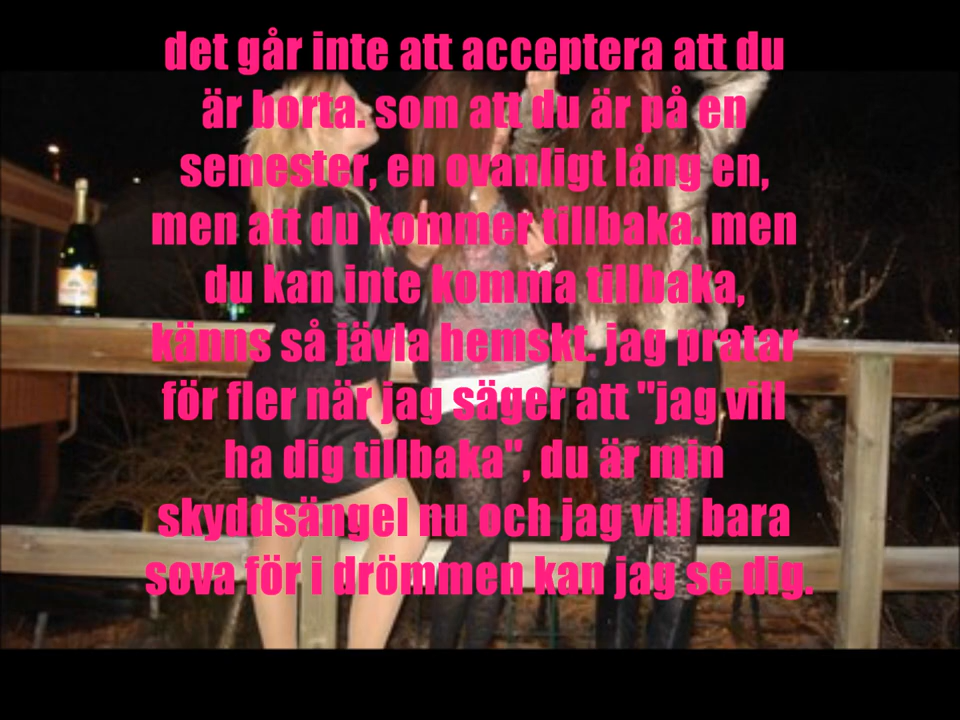 det går inte att acceptera att du
är borta. som att du är på en
semester, en ovanligt lång en,
men att du kommer tillbaka. men
du kan inte komma tillbaka,
känns så jävla hemskt. jag pratar
för fler när jag säger att "jag vill
ha dig tillbaka", du är min
skyddsängel nu och jag vill bara
sova för i drömmen kan jag se dig.